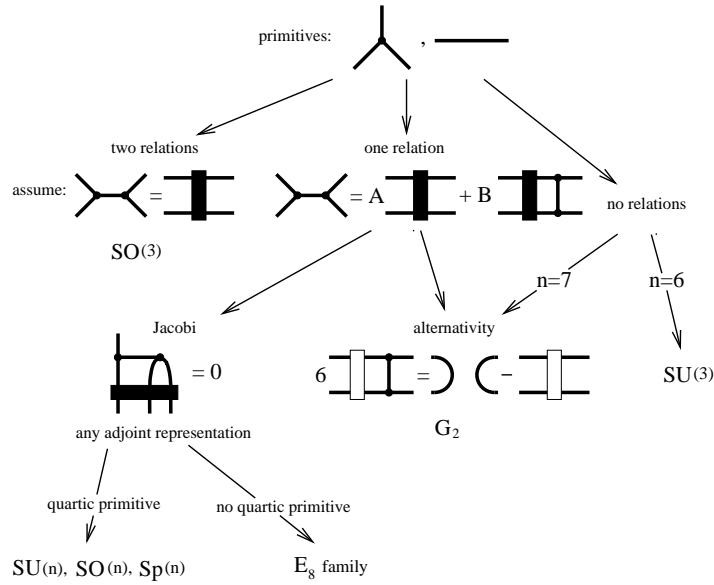 primitives: ,
two relations one relation
assume: = = A + B no relations
SO(3)
n=7 n=6
Jacobi alternativity
= 0 6 = − SU(3)
any adjoint representation G₂
quartic primitive no quartic primitive
SU(n), SO(n), Sp(n) E₈ family